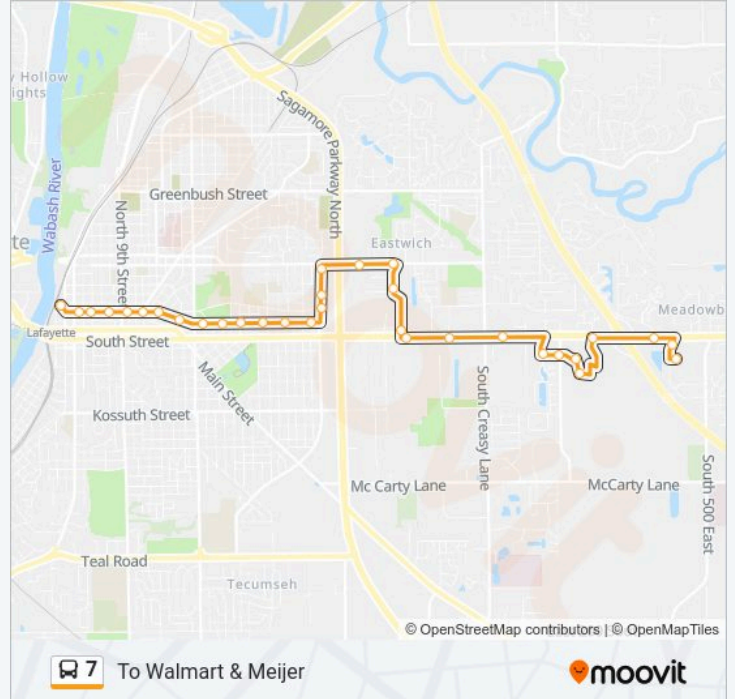 y Hollow
ights
Sagamore Parkway North
Wabash River
Greenbush Street
North 9th Street
te
Eastwich
Meadowb
Lafayette
South Street
Main Street
South Creasy Lane
Kossuth Street
Mc Carty Lane
McCarty Lane
South 500 East
Teal Road
Tecumseh
© OpenStreetMap contributors | © OpenMapTiles
7 To Walmart & Meijer
moovit